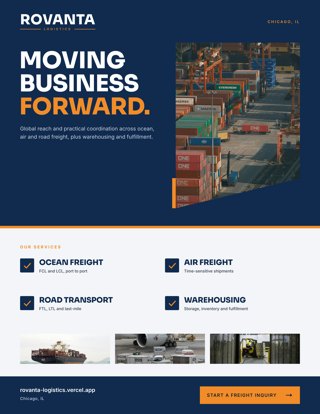 ROVANTA
LOGISTICS
CHICAGO, IL
MOVING
BUSINESS
FORWARD.
Global reach and practical coordination across ocean,
air and road freight, plus warehousing and fulfillment.
OUR SERVICES
OCEAN FREIGHT
FCL and LCL, port to port
AIR FREIGHT
Time-sensitive shipments
ROAD TRANSPORT
FTL, LTL and last-mile
WAREHOUSING
Storage, inventory and fulfillment
rovanta-logistics.vercel.app
Chicago, IL
START A FREIGHT INQUIRY →